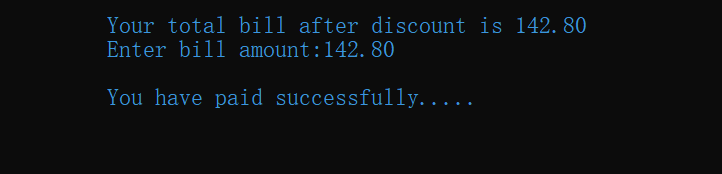 Your total bill after discount is 142.80
Enter bill amount:142.80
You have paid successfully.....